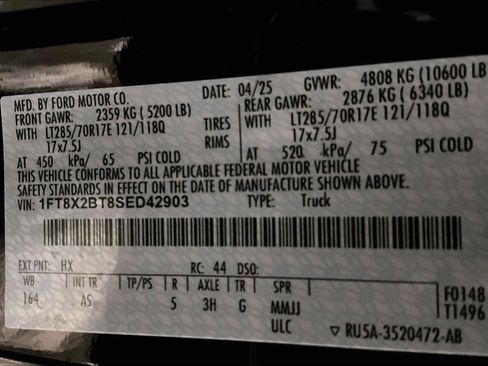 MFD. BY FORD MOTOR CO. DATE: 04/25 GVWR: 4808 KG (10600 LB
FRONT GAWR: 2359 KG ( 5200 LB) REAR GAWR: 2876 KG ( 6340 LB)
WITH LT285/70R17E 121/118Q TIRES WITH LT285/70R17E 121/118Q
17x7.5J RIMS 17x7.5J
AT 450 kPa/ 65 PSI COLD AT 520 kPa/ 75 PSI COLD
THIS VEHICLE CONFORMS TO ALL APPLICABLE FEDERAL MOTOR VEHICLE
SAFETY STANDARDS IN EFFECT ON THE DATE OF MANUFACTURE SHOWN ABOVE.
VIN: 1FT8X2BT8SED42903 TYPE: Truck
EXT PNT: HX RC: 44 DSO:
WB INT TR TP/PS R AXLE TR SPR F0148
164 AS 5 3H G MMJJ T1496
ULC ▽ RU5A-3520472-AB